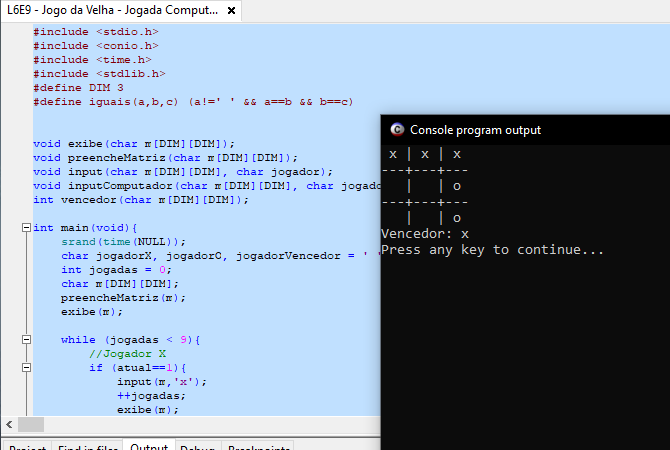 L6E9 - Jogo da Velha - Jogada Comput...
#include <stdio.h>
#include <conio.h>
#include <time.h>
#include <stdlib.h>
#define DIM 3
#define iguais(a,b,c) (a!=' ' && a==b && b==c)
void exibe(char m[DIM][DIM]);
void preencheMatriz(char m[DIM][DIM]);
void input(char m[DIM][DIM], char jogador);
void inputComputador(char m[DIM][DIM], char jogado
int vencedor(char m[DIM][DIM]);
int main(void){
srand(time(NULL));
char jogadorX, jogadorC, jogadorVencedor = ' '
int jogadas = 0;
char m[DIM][DIM];
preencheMatriz(m);
exibe(m);
while (jogadas < 9){
//Jogador X
if (atual==1){
input(m,'x');
++jogadas;
exibe(m);
Project Find in files Output Debug Breakpoints
Console program output
x | x | x
---+---+---
| | o
---+---+---
| | o
Vencedor: x
Press any key to continue...